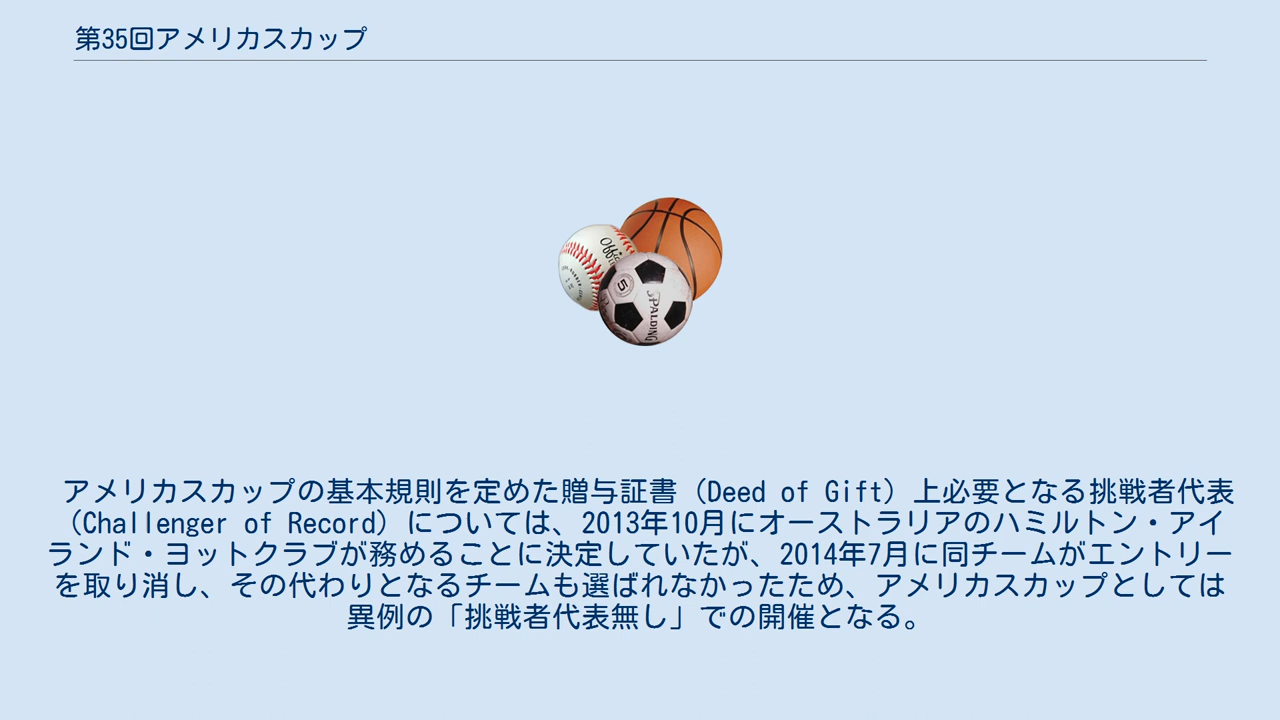 第35回アメリカスカップ
Offic
5
SPALDING
アメリカスカップの基本規則を定めた贈与証書（Deed of Gift）上必要となる挑戦者代表
（Challenger of Record）については、2013年10月にオーストラリアのハミルトン・アイ
ランド・ヨットクラブが務めることに決定していたが、2014年7月に同チームがエントリー
を取り消し、その代わりとなるチームも選ばれなかったため、アメリカスカップとしては
異例の「挑戦者代表無し」での開催となる。